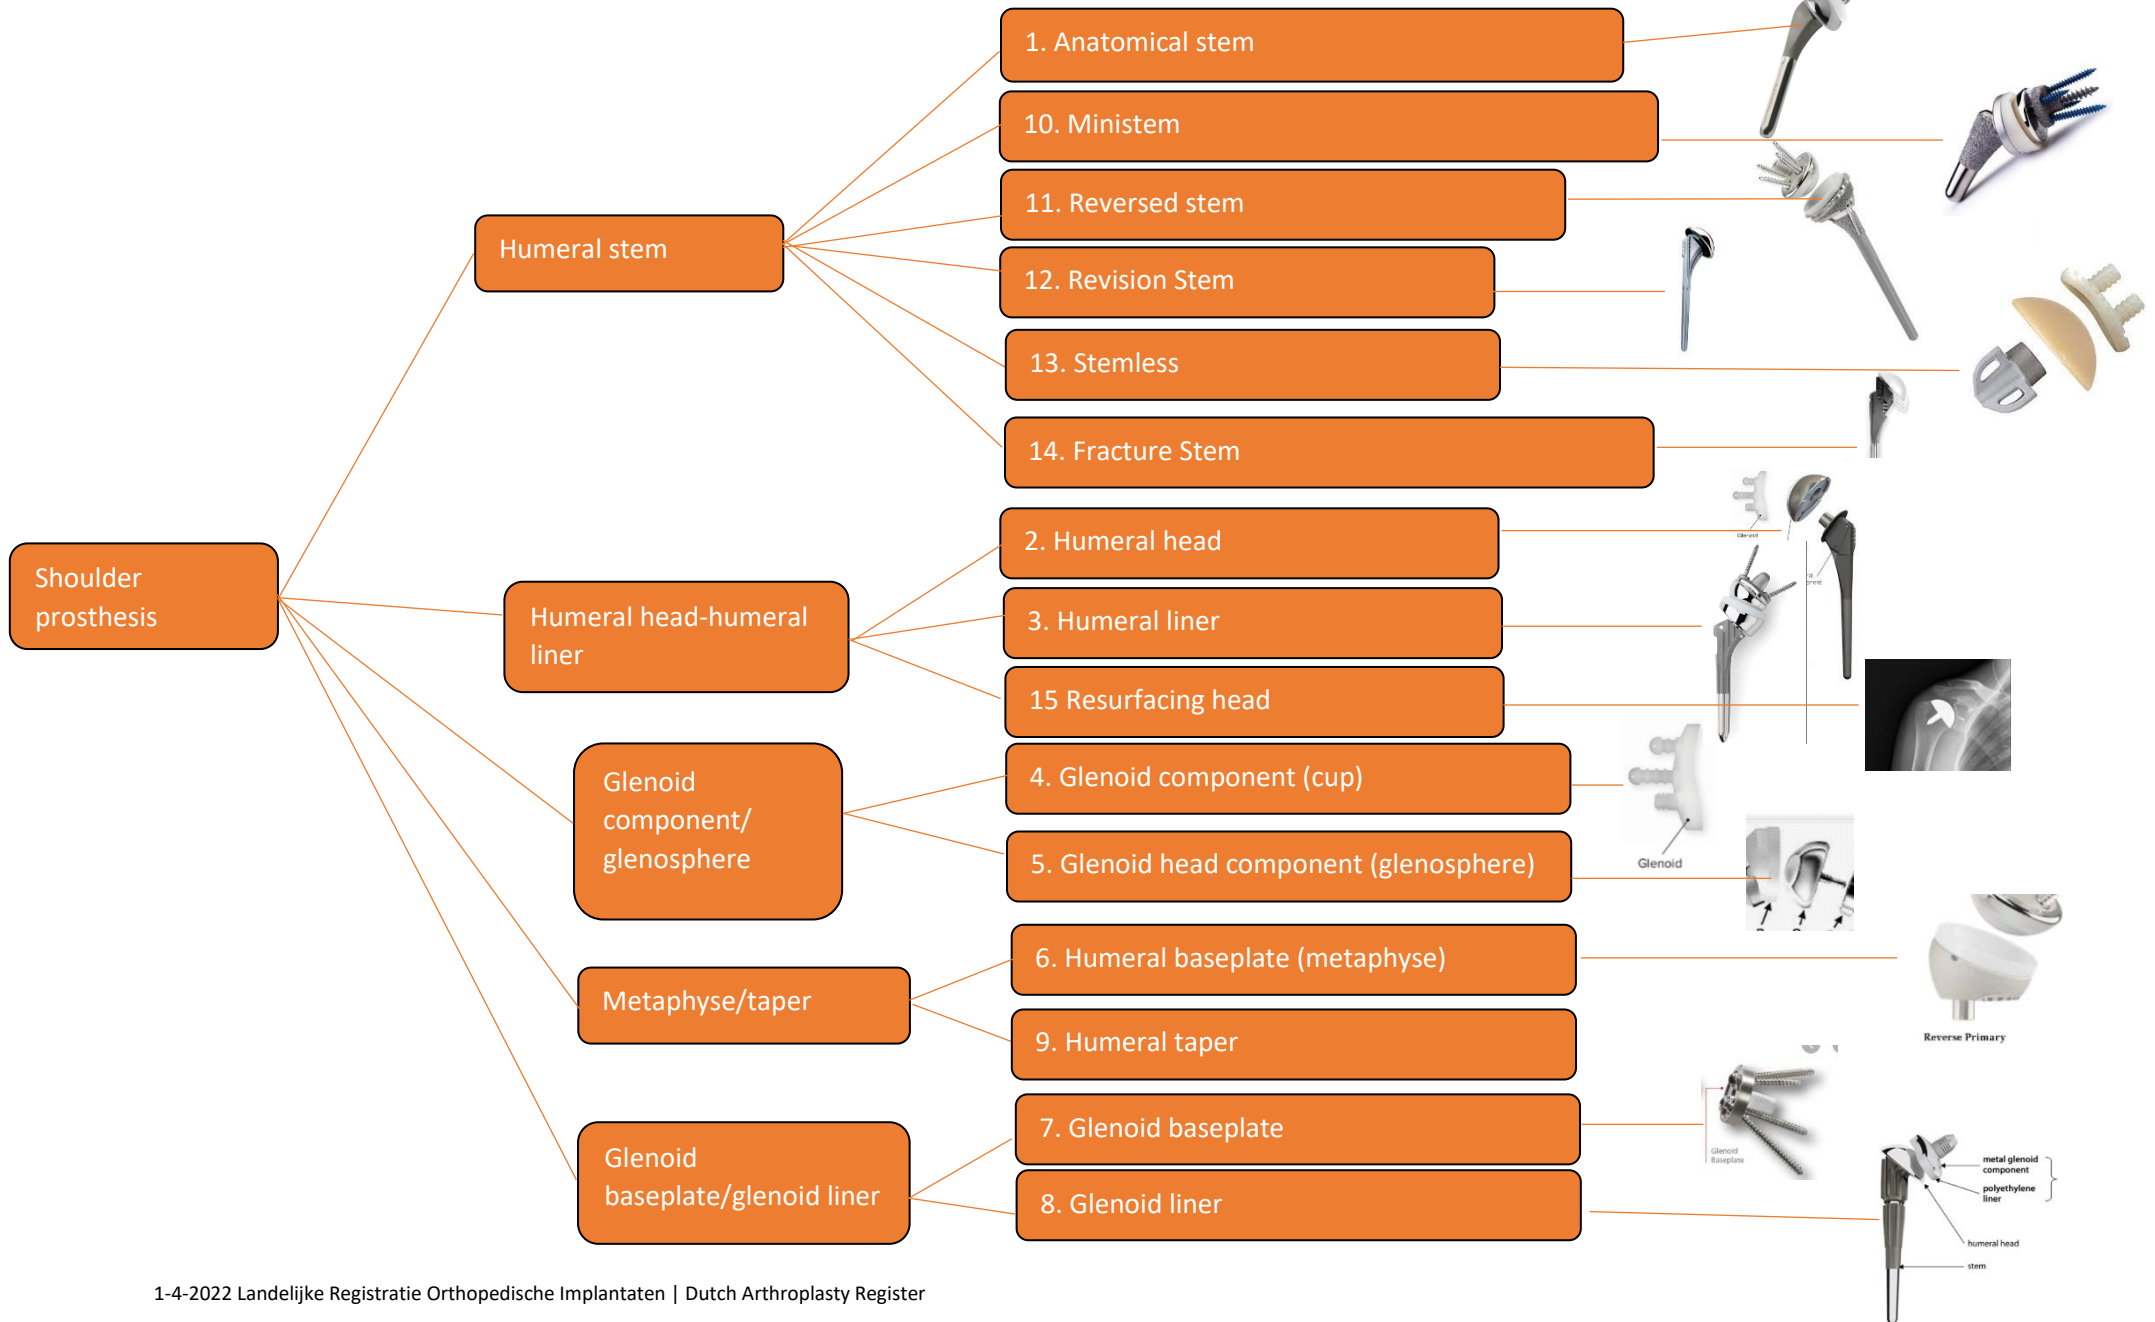 1. Anatomical stem
10. Ministem
11. Reversed stem
Humeral stem
12. Revision Stem
13. Stemless
14. Fracture Stem
Glenoid
2. Humeral head
Shoulder
prosthesis
Humeral head-humeral
liner
3. Humeral liner
15 Resurfacing head
Glenoid
component/
glenosphere
4. Glenoid component (cup)
Glenoid
5. Glenoid head component (glenosphere)
6. Humeral baseplate (metaphyse)
Metaphyse/taper
9. Humeral taper
Reverse Primary
7. Glenoid baseplate
Glenoid
Baseplate
Glenoid
baseplate/glenoid liner
8. Glenoid liner
metal glenoid
component
polyethylene
liner
humeral head
stem
1-4-2022 Landelijke Registratie Orthopedische Implantaten | Dutch Arthroplasty Register